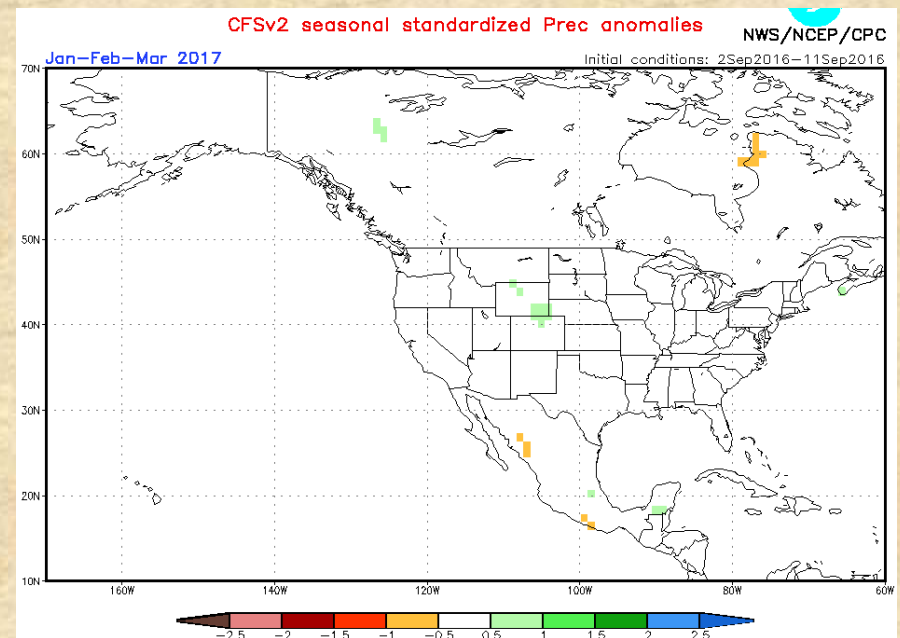 CFSv2 seasonal standardized Prec anomalies
NWS/NCEP/CPC
Jan-Feb-Mar 2017
Initial conditions: 2Sep2016-11Sep2016
70N
60N
50N
40N
30N
20N
10N
160W 140W 120W 100W 80W 60W
-2.5 -2 -1.5 -1 -0.5 0.5 1 1.5 2 2.5